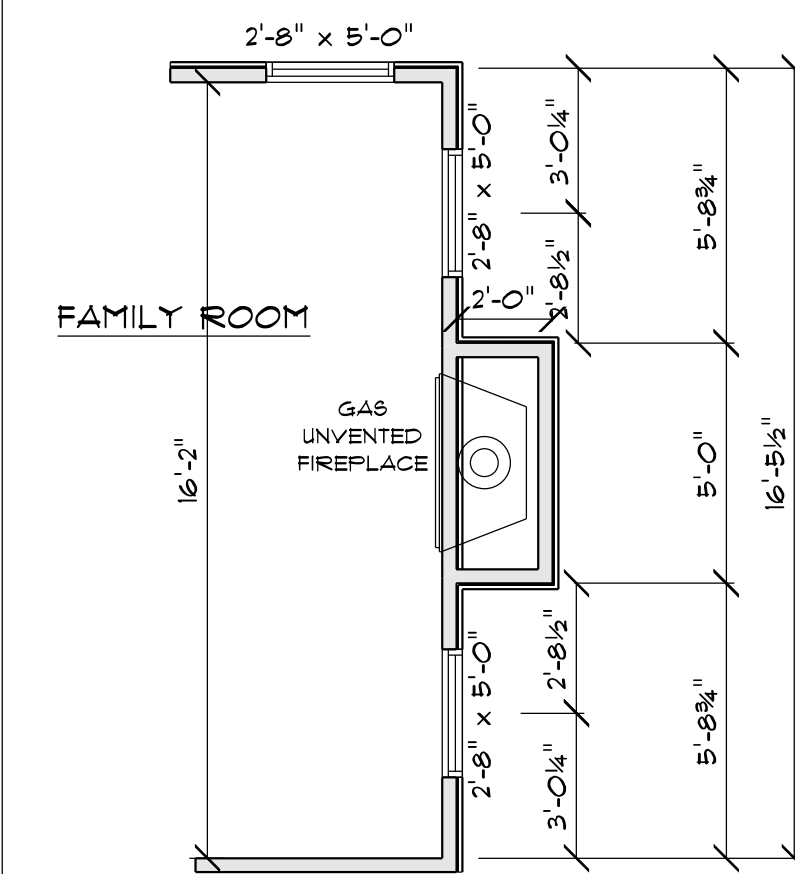 2'-8" x 5'-0"
2'-8" x 5'-0"
3'-0¼"
5'-8¾"
2'-8½"
2'-0"
FAMILY ROOM
GAS
UNVENTED
FIREPLACE
16'-2"
5'-0"
16'-5½"
2'-8" x 5'-0"
2'-8½"
5'-8¾"
3'-0¼"